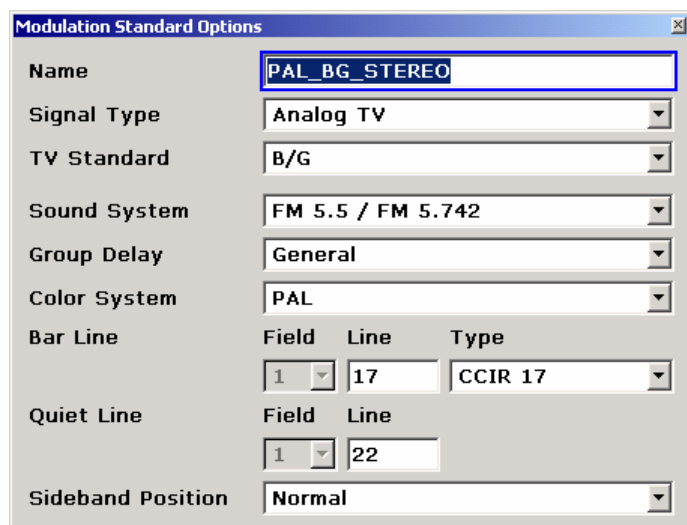 Modulation Standard Options
Name PAL_BG_STEREO
Signal Type Analog TV
TV Standard B/G
Sound System FM 5.5 / FM 5.742
Group Delay General
Color System PAL
Bar Line Field Line Type
1 17 CCIR 17
Quiet Line Field Line
1 22
Sideband Position Normal